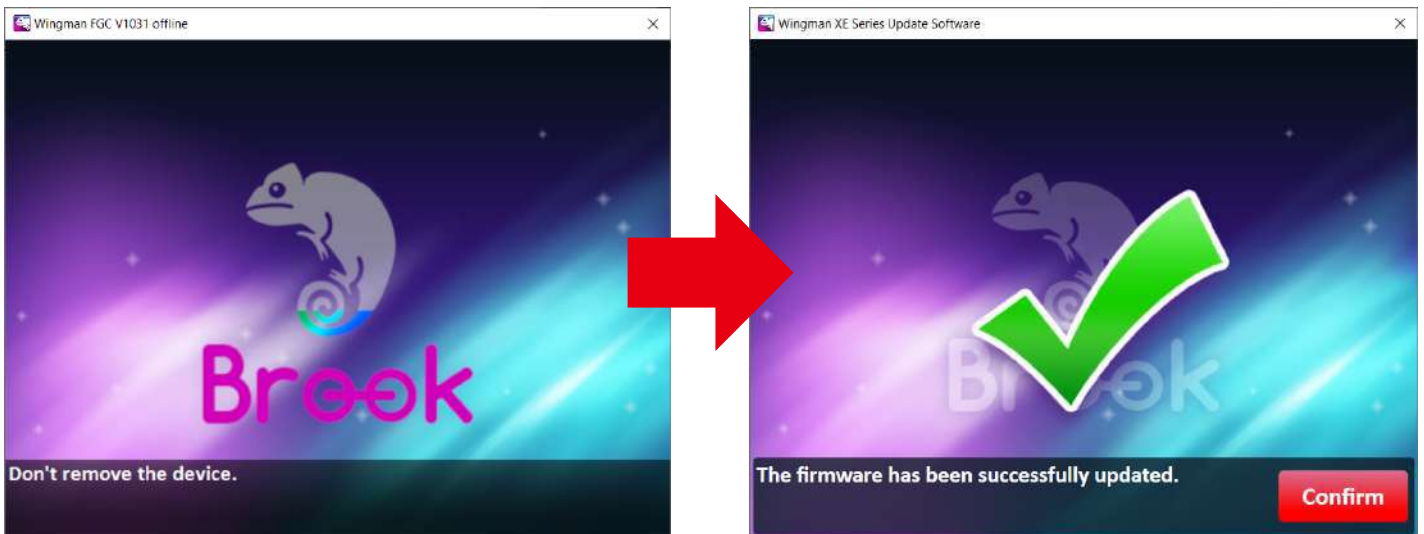 Wingman FGC V1031 offline
Brook
Don't remove the device.
Wingman XE Series Update Software
Brook
The firmware has been successfully updated.
Confirm